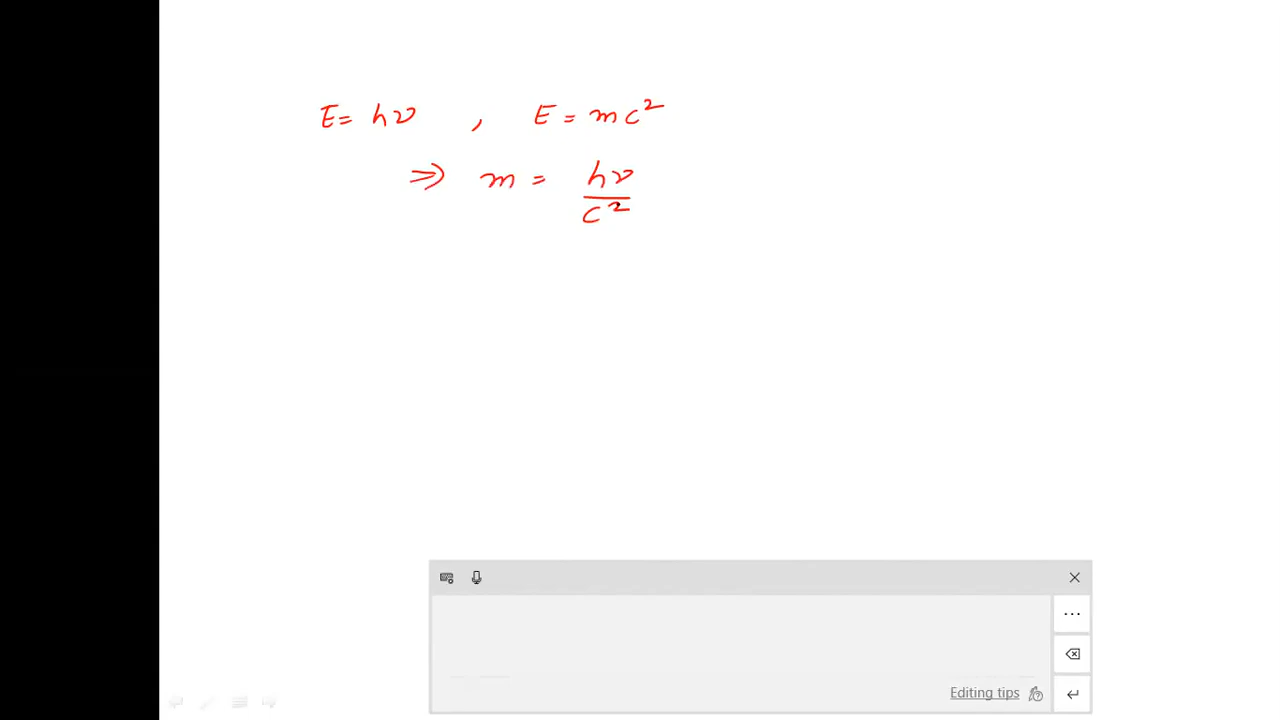 E = hν , E = mc²
⇒ m = hν/c²
Editing tips